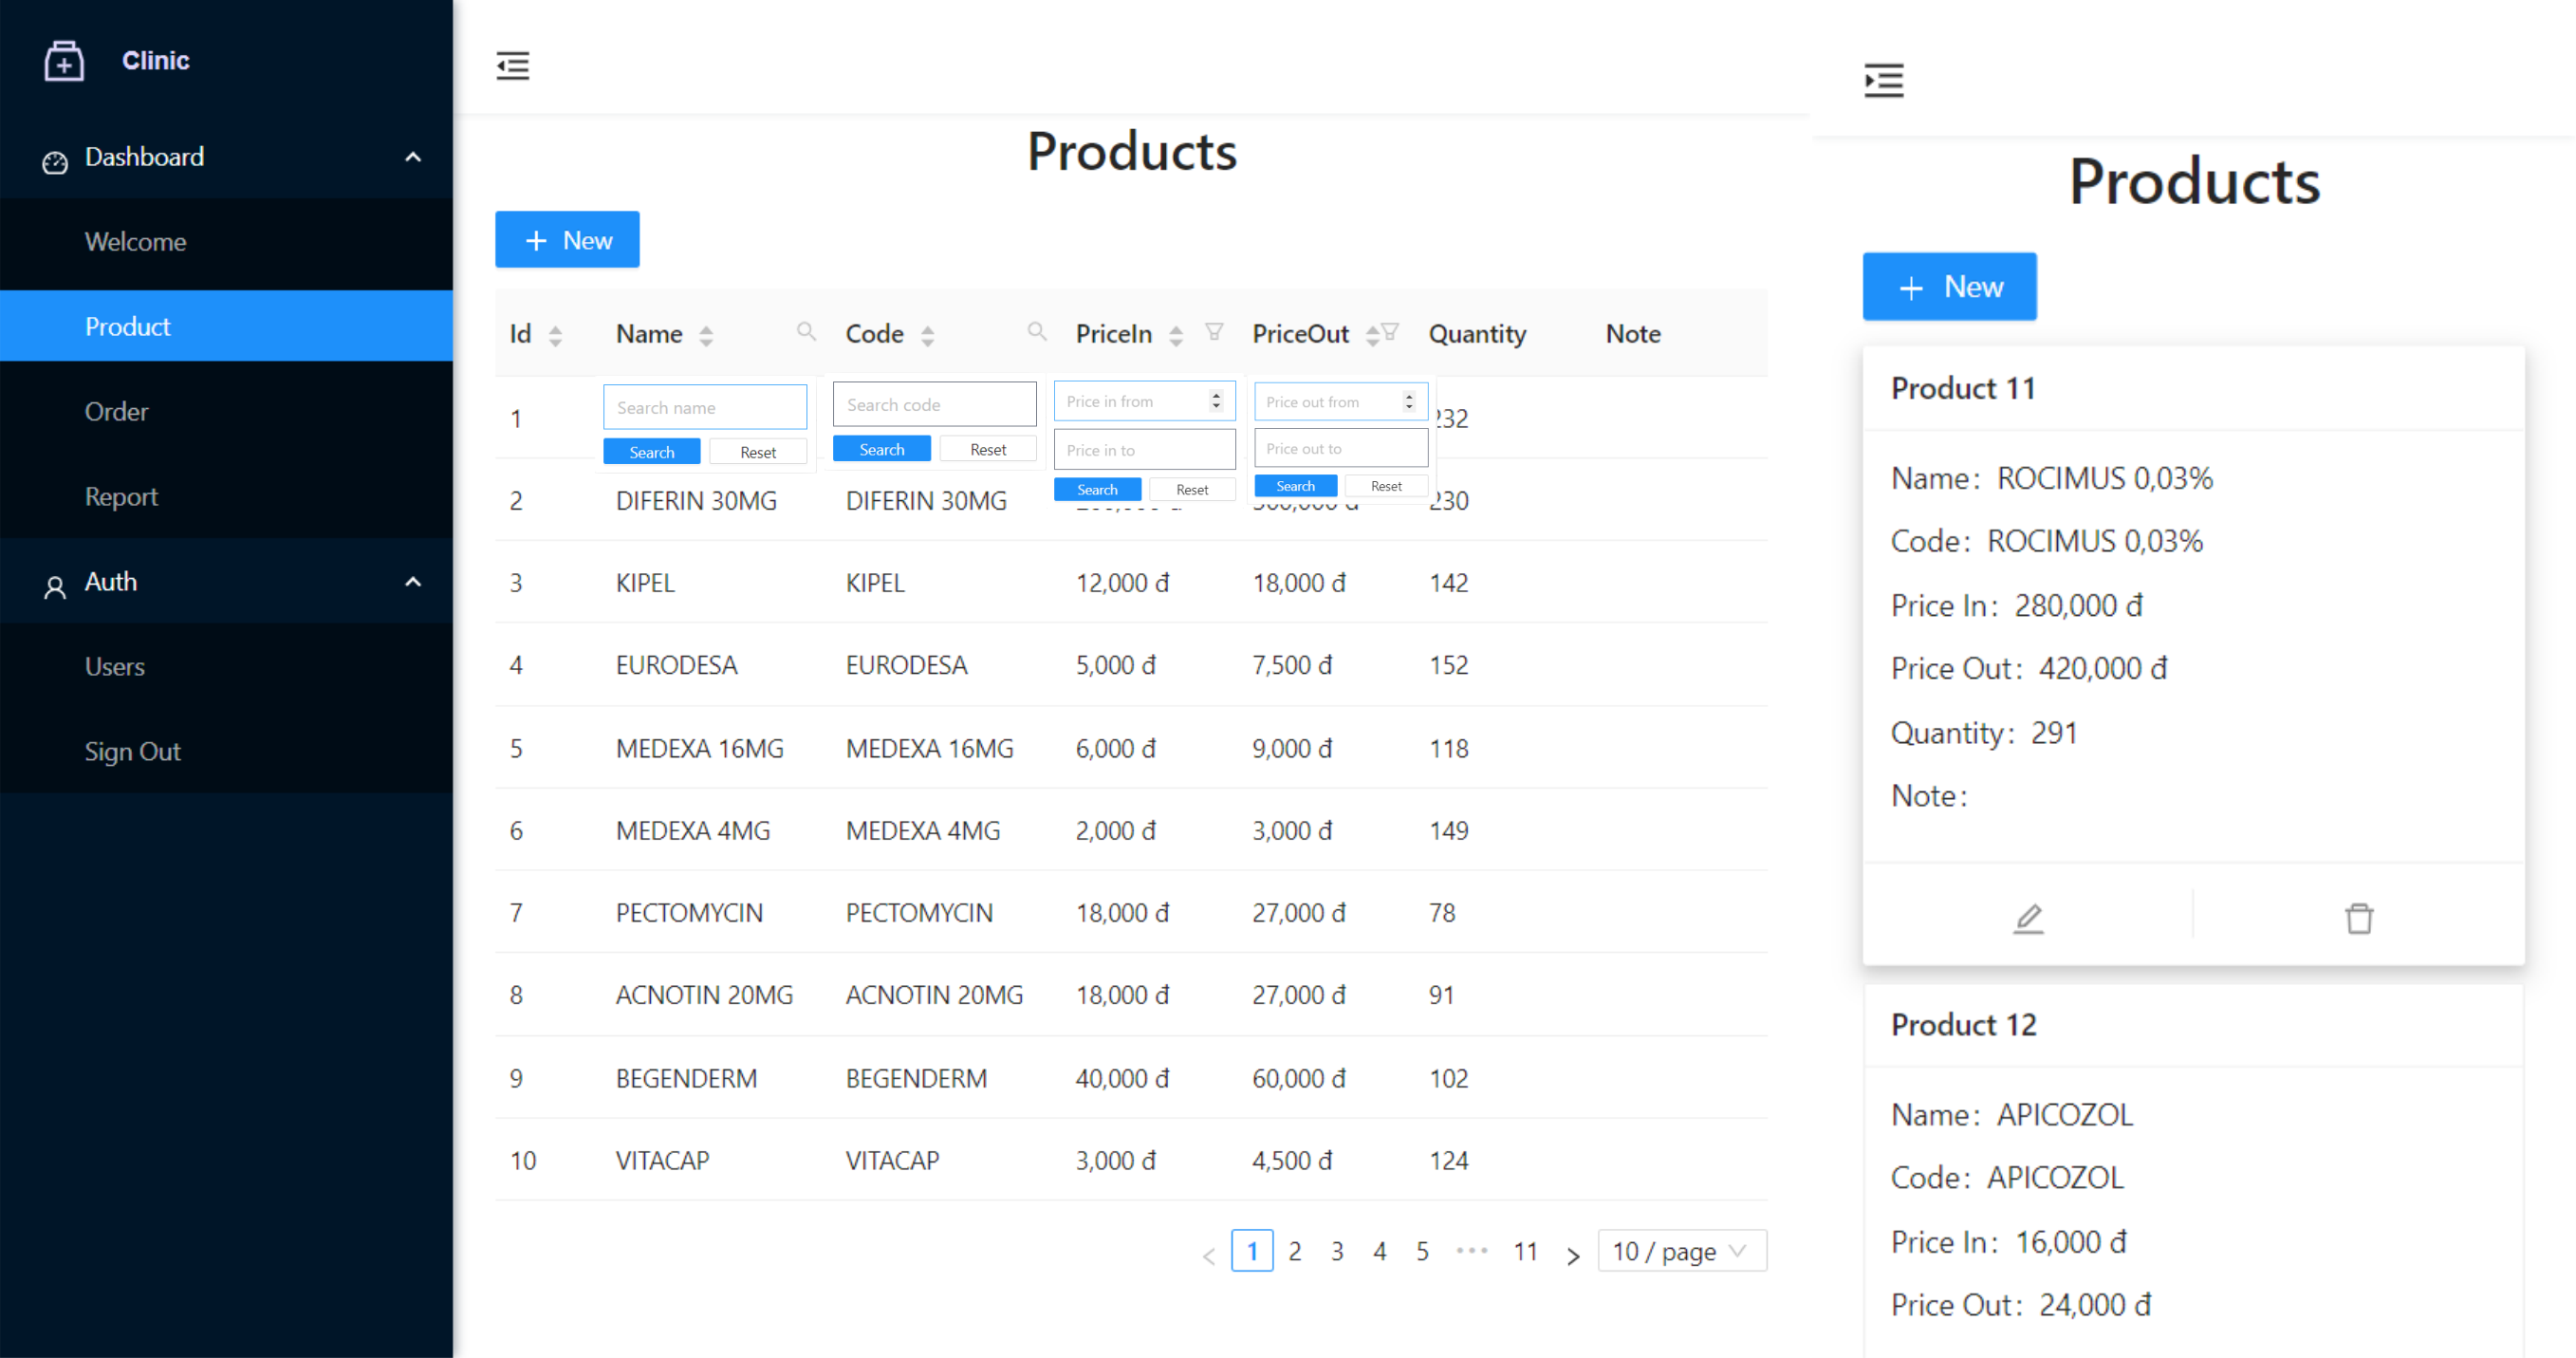 Clinic
Dashboard
Welcome
Product
Order
Report
Auth
Users
Sign Out
Products
+ New
Id Name Code PriceIn PriceOut Quantity Note
1 232
Search name
Search Reset
Search code
Search Reset
Price in from
Price in to
Search Reset
Price out from
Price out to
Search Reset
2 DIFERIN 30MG DIFERIN 30MG 230
3 KIPEL KIPEL 12,000 đ 18,000 đ 142
4 EURODESA EURODESA 5,000 đ 7,500 đ 152
5 MEDEXA 16MG MEDEXA 16MG 6,000 đ 9,000 đ 118
6 MEDEXA 4MG MEDEXA 4MG 2,000 đ 3,000 đ 149
7 PECTOMYCIN PECTOMYCIN 18,000 đ 27,000 đ 78
8 ACNOTIN 20MG ACNOTIN 20MG 18,000 đ 27,000 đ 91
9 BEGENDERM BEGENDERM 40,000 đ 60,000 đ 102
10 VITACAP VITACAP 3,000 đ 4,500 đ 124
< 1 2 3 4 5 ••• 11 > 10 / page
Products
+ New
Product 11
Name: ROCIMUS 0,03%
Code: ROCIMUS 0,03%
Price In: 280,000 đ
Price Out: 420,000 đ
Quantity: 291
Note:
Product 12
Name: APICOZOL
Code: APICOZOL
Price In: 16,000 đ
Price Out: 24,000 đ